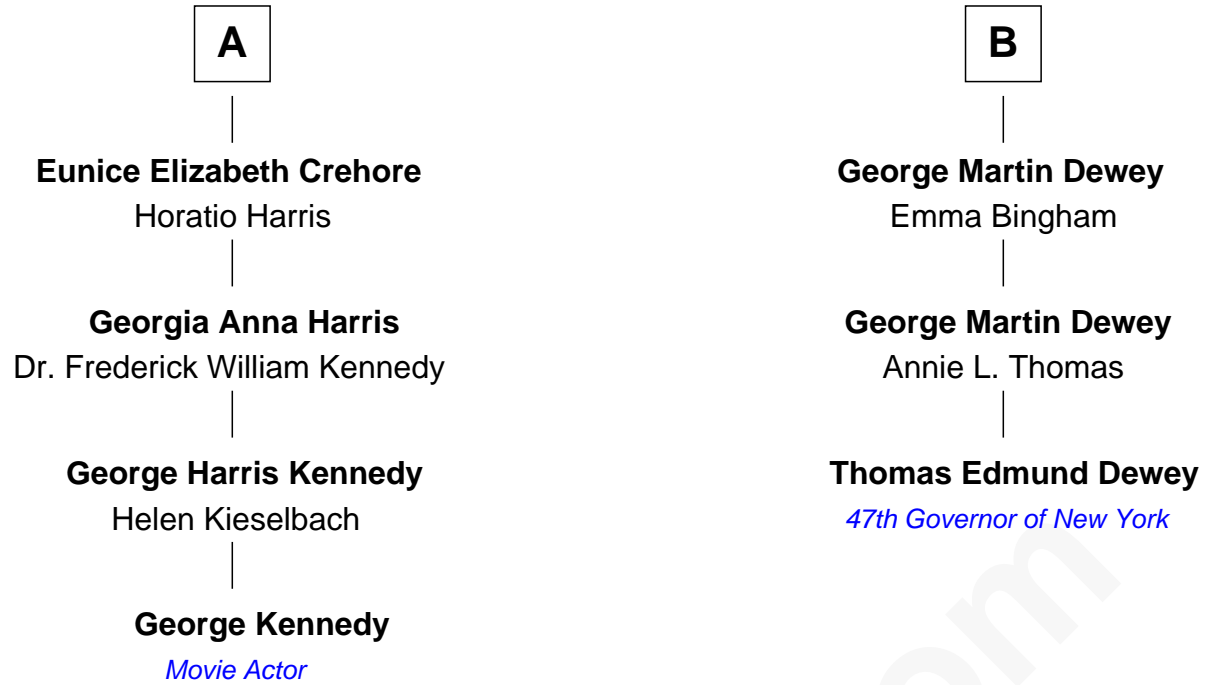 A
Eunice Elizabeth Crehore
Horatio Harris
Georgia Anna Harris
Dr. Frederick William Kennedy
George Harris Kennedy
Helen Kieselbach
George Kennedy
Movie Actor
B
George Martin Dewey
Emma Bingham
George Martin Dewey
Annie L. Thomas
Thomas Edmund Dewey
47th Governor of New York
om